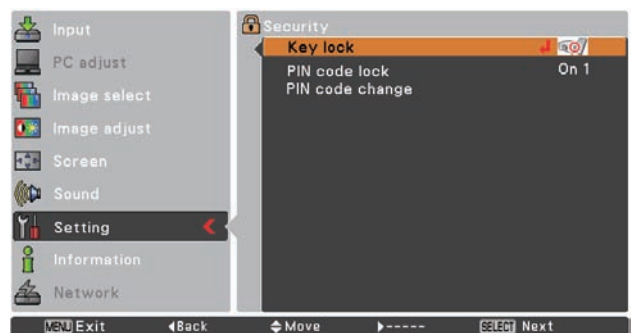 Input
PC adjust
Image select
Image adjust
Screen
Sound
Setting
Information
Network
Security
Key lock
PIN code lock On 1
PIN code change
MENU Exit ◀Back Move ▶----- SELECT Next